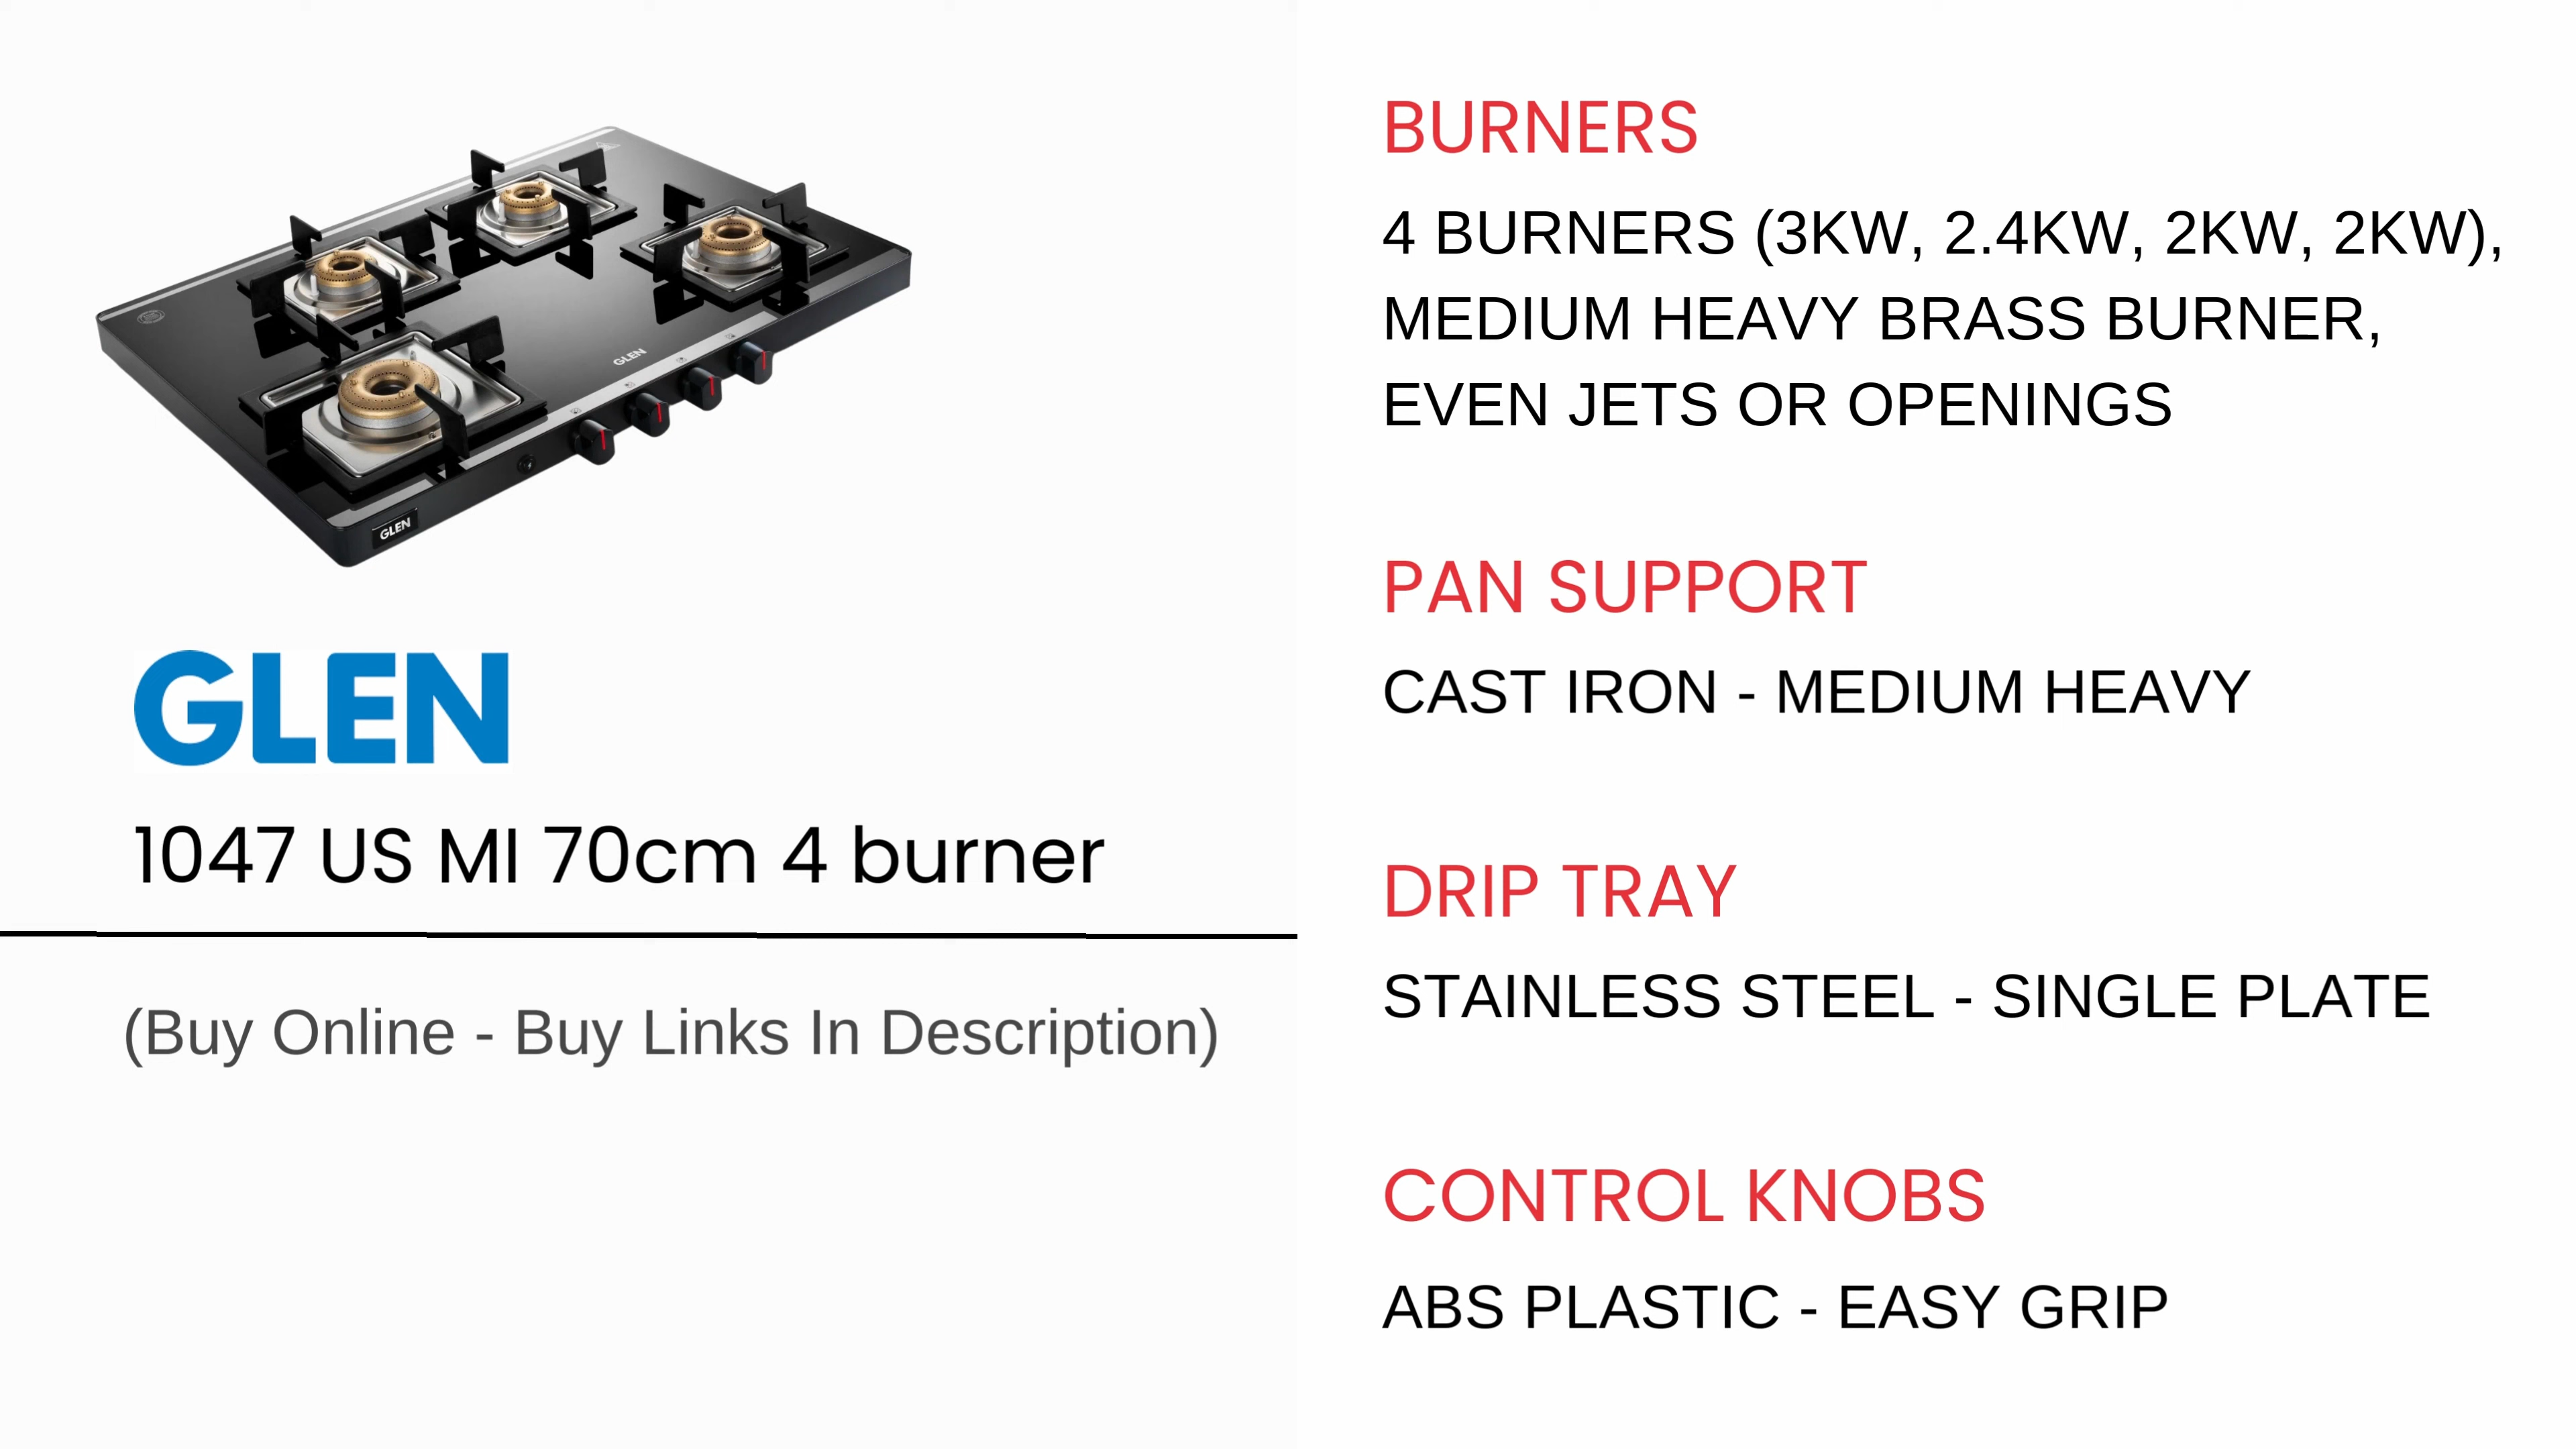 GLEN
GLEN
GLEN
1047 US MI 70cm 4 burner
(Buy Online - Buy Links In Description)
BURNERS
4 BURNERS (3KW, 2.4KW, 2KW, 2KW),
MEDIUM HEAVY BRASS BURNER,
EVEN JETS OR OPENINGS
PAN SUPPORT
CAST IRON - MEDIUM HEAVY
DRIP TRAY
STAINLESS STEEL - SINGLE PLATE
CONTROL KNOBS
ABS PLASTIC - EASY GRIP